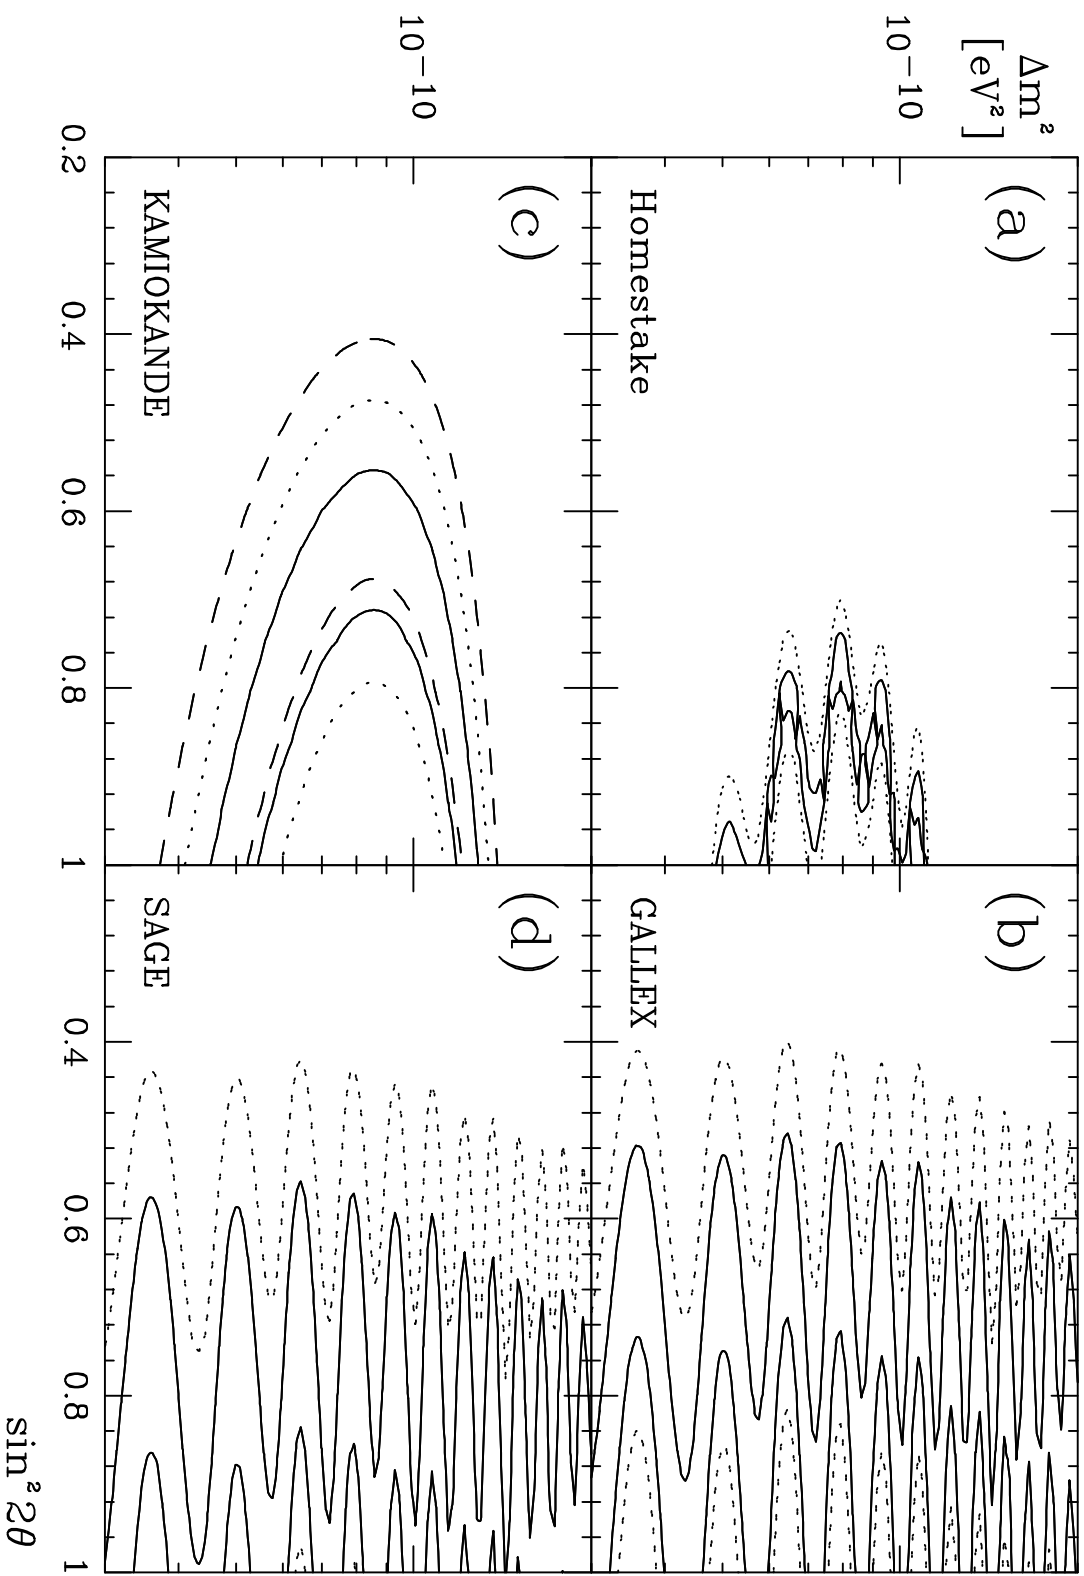 Δm²
[eV²]
10⁻¹⁰
(a)
Homestake
(b)
GALLEX
10⁻¹⁰
(c)
KAMIOKANDE
(d)
SAGE
0.2
0.4
0.6
0.8
1
0.4
0.6
0.8
1
sin²2θ